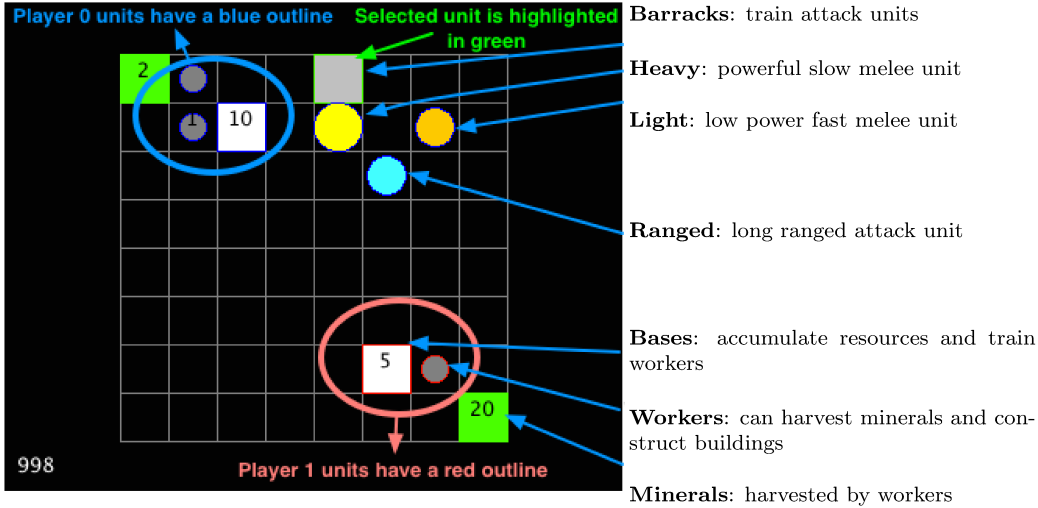 Player 0 units have a blue outline
Selected unit is highlighted
in green
2
1
10
5
20
998
Player 1 units have a red outline
Barracks: train attack units
Heavy: powerful slow melee unit
Light: low power fast melee unit
Ranged: long ranged attack unit
Bases: accumulate resources and train
workers
Workers: can harvest minerals and con-
struct buildings
Minerals: harvested by workers